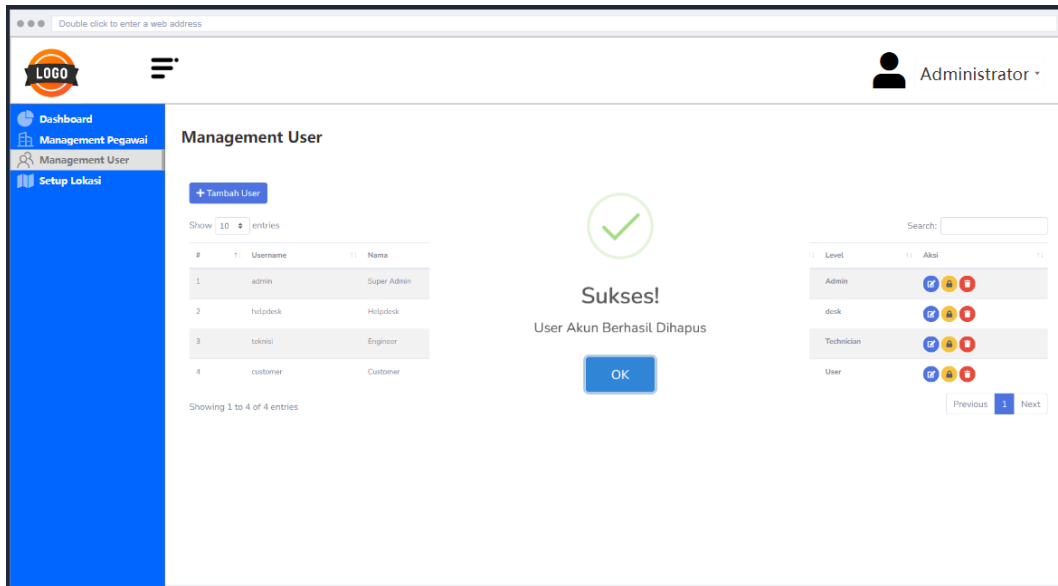 Double click to enter a web address
LOGO
Administrator
Dashboard
Management Pegawai
Management User
Setup Lokasi
Management User
+ Tambah User
Show 10 entries
Search:
# Username Nama Level Aksi
1 admin Super Admin Admin
2 helpdesk Helpdesk desk
3 teknisi Engineer Technician
4 customer Customer User
Sukses!
User Akun Berhasil Dihapus
OK
Showing 1 to 4 of 4 entries
Previous 1 Next